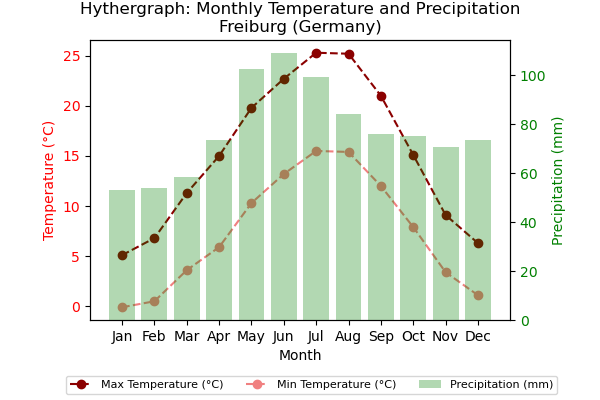 Hythergraph: Monthly Temperature and Precipitation
Freiburg (Germany)
25
20
15
10
5
0
Temperature (°C)
100
80
60
40
20
0
Precipitation (mm)
Jan Feb Mar Apr May Jun Jul Aug Sep Oct Nov Dec
Month
Max Temperature (°C) Min Temperature (°C) Precipitation (mm)